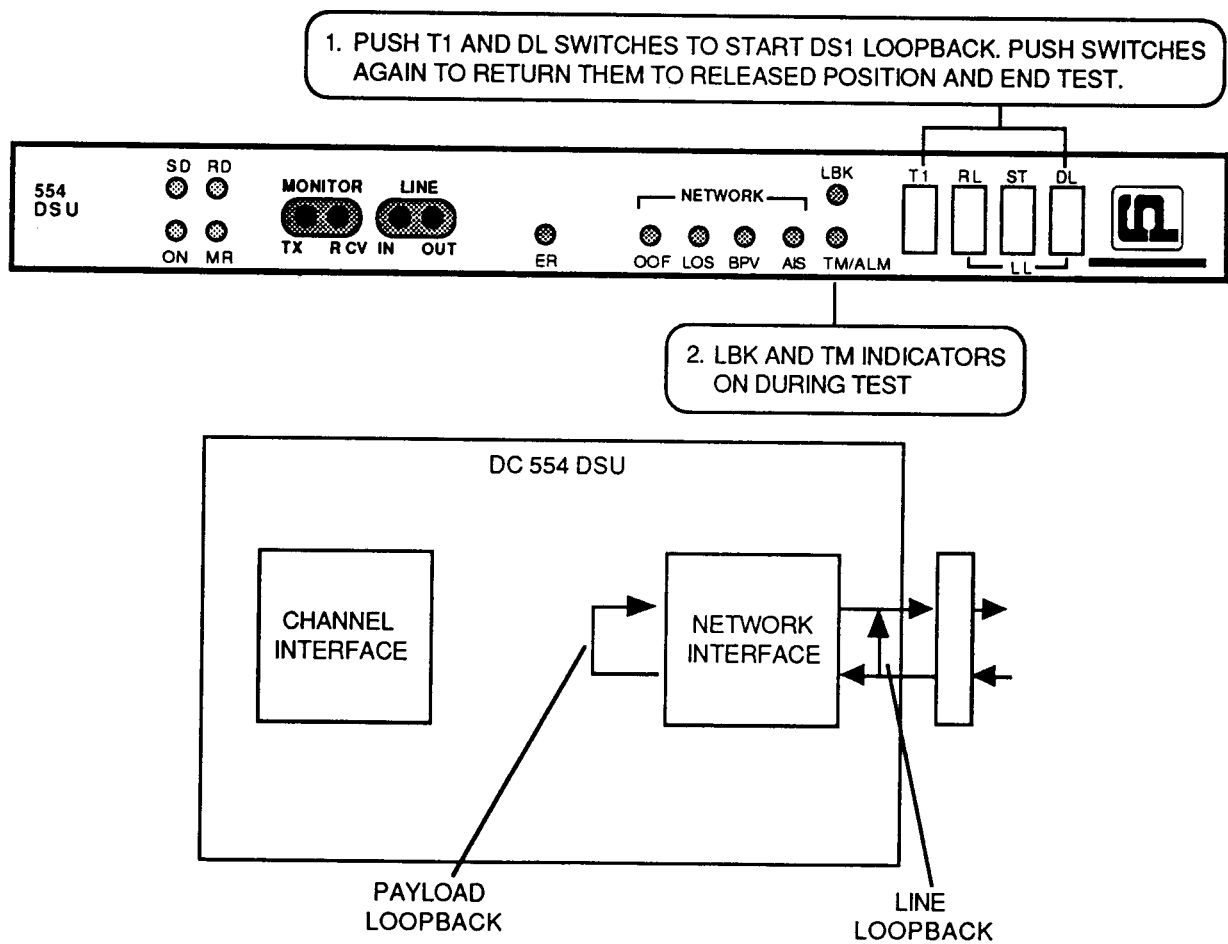 1. PUSH T1 AND DL SWITCHES TO START DS1 LOOPBACK. PUSH SWITCHES
AGAIN TO RETURN THEM TO RELEASED POSITION AND END TEST.
554
DSU
SD RD
ON MR
MONITOR LINE
TX RCV IN OUT
ER
NETWORK
OOF LOS BPV AIS TM/ALM
LBK
T1 RL ST DL
LL
2. LBK AND TM INDICATORS
ON DURING TEST
DC 554 DSU
CHANNEL
INTERFACE
NETWORK
INTERFACE
PAYLOAD
LOOPBACK
LINE
LOOPBACK